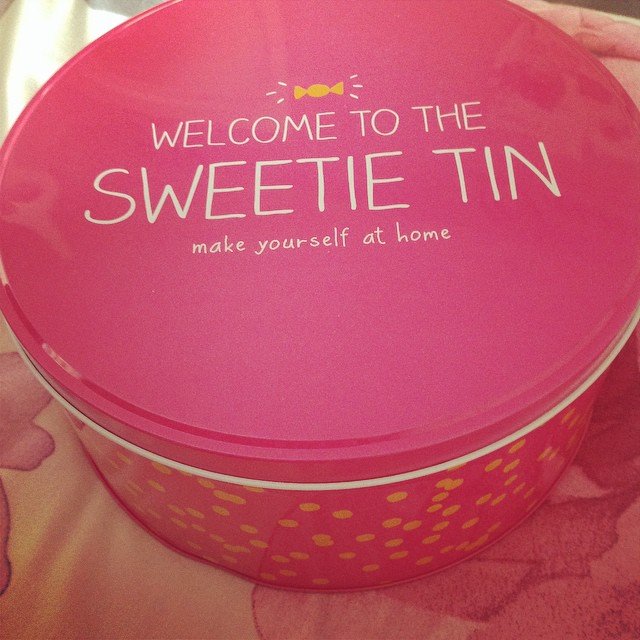 WELCOME TO THE
SWEETIE TIN
make yourself at home